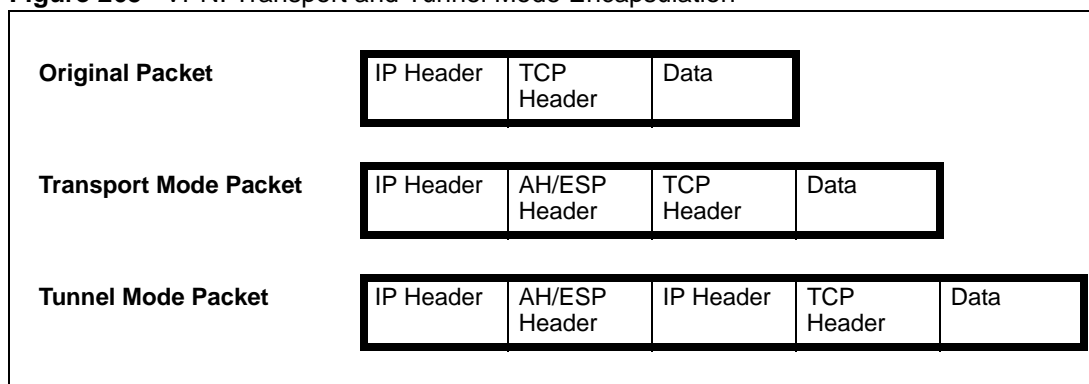 Original Packet
IP Header
TCP
Header
Data
Transport Mode Packet
IP Header
AH/ESP
Header
TCP
Header
Data
Tunnel Mode Packet
IP Header
AH/ESP
Header
IP Header
TCP
Header
Data